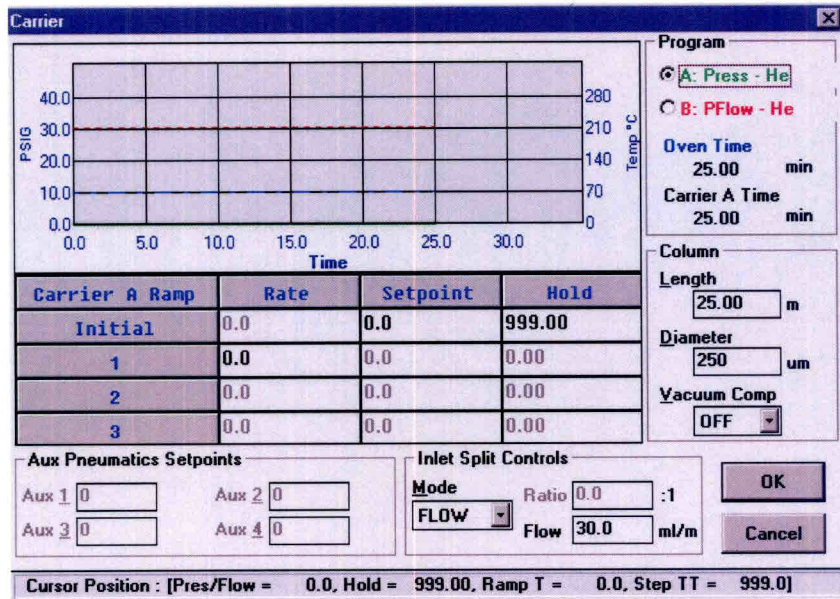 Carrier
PSIG
40.0
30.0
20.0
10.0
0.0
280
210
140
70
0
Temp °C
0.0 5.0 10.0 15.0 20.0 25.0 30.0
Time
Program
A: Press - He
B: PFlow - He
Oven Time
25.00 min
Carrier A Time
25.00 min
Carrier A Ramp Rate Setpoint Hold
Initial 0.0 0.0 999.00
1 0.0 0.0 0.00
2 0.0 0.0 0.00
3 0.0 0.0 0.00
Column
Length
25.00 m
Diameter
250 um
Vacuum Comp
OFF
Aux Pneumatics Setpoints
Aux 1 0 Aux 2 0
Aux 3 0 Aux 4 0
Inlet Split Controls
Mode
FLOW
Ratio 0.0 :1
Flow 30.0 ml/m
OK
Cancel
Cursor Position : [Pres/Flow = 0.0, Hold = 999.00, Ramp T = 0.0, Step TT = 999.0]